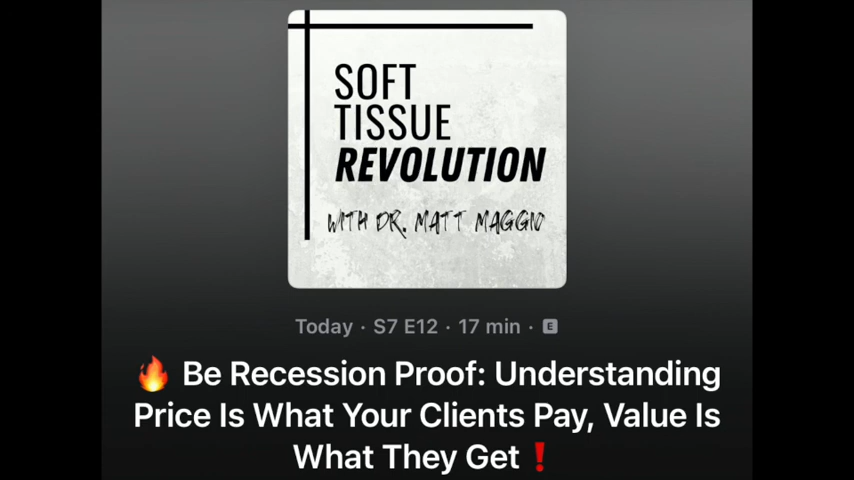 SOFT
TISSUE
REVOLUTION
WITH DR. MATT MAGGIO
Today · S7 E12 · 17 min · E
🔥 Be Recession Proof: Understanding
Price Is What Your Clients Pay, Value Is
What They Get❗